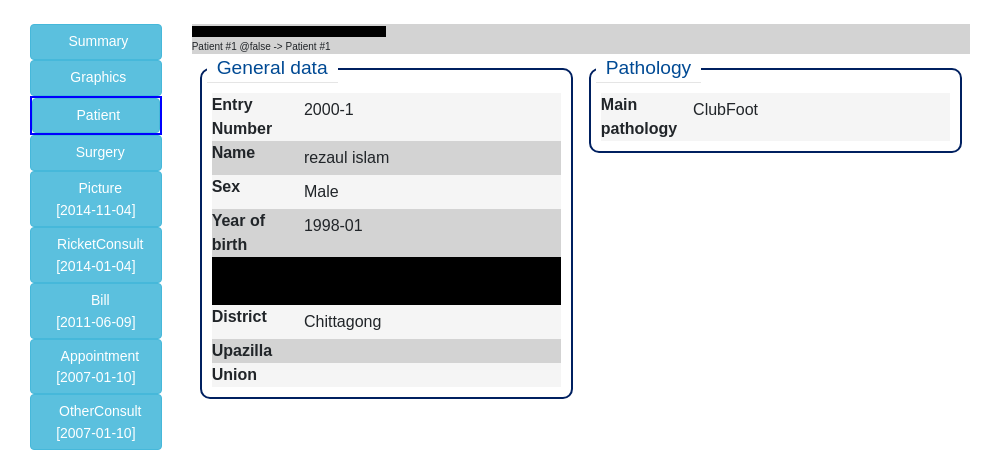 Summary
Graphics
Patient
Surgery
Picture
[2014-11-04]
RicketConsult
[2014-01-04]
Bill
[2011-06-09]
Appointment
[2007-01-10]
OtherConsult
[2007-01-10]
Patient #1 @false -> Patient #1
General data
Entry Number 2000-1
Name rezaul islam
Sex Male
Year of birth 1998-01
District Chittagong
Upazilla
Union
Pathology
Main pathology ClubFoot